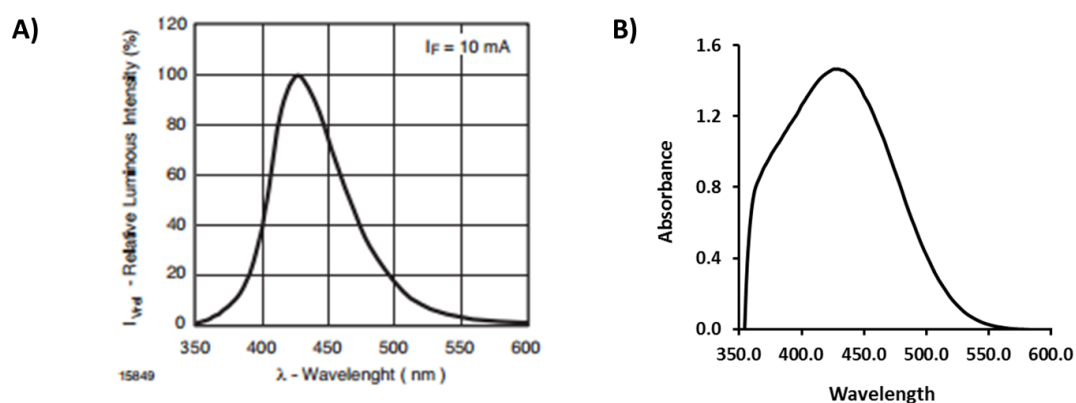 A)
I Vrel - Relative Luminous Intensity (%)
120
100
80
60
40
20
0
IF = 10 mA
350 400 450 500 550 600
λ - Wavelenght ( nm )
15849
B)
Absorbance
1.6
1.2
0.8
0.4
0.0
350.0 400.0 450.0 500.0 550.0 600.0
Wavelength